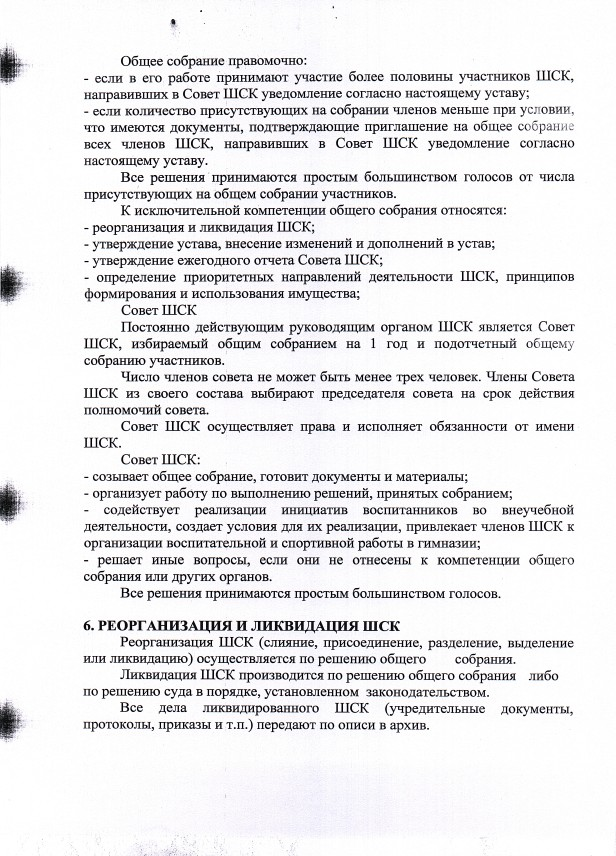 Общее собрание правомочно:
- если в его работе принимают участие более половины участников ШСК,
направивших в Совет ШСК уведомление согласно настоящему уставу;
- если количество присутствующих на собрании членов меньше при условии,
что имеются документы, подтверждающие приглашение на общее собрание
всех членов ШСК, направивших в Совет ШСК уведомление согласно
настоящему уставу.
Все решения принимаются простым большинством голосов от числа
присутствующих на общем собрании участников.
К исключительной компетенции общего собрания относятся:
- реорганизация и ликвидация ШСК;
- утверждение устава, внесение изменений и дополнений в устав;
- утверждение ежегодного отчета Совета ШСК;
- определение приоритетных направлений деятельности ШСК, принципов
формирования и использования имущества;
Совет ШСК
Постоянно действующим руководящим органом ШСК является Совет
ШСК, избираемый общим собранием на 1 год и подотчетный общему
собранию участников.
Число членов совета не может быть менее трех человек. Члены Совета
ШСК из своего состава выбирают председателя совета на срок действия
полномочий совета.
Совет ШСК осуществляет права и исполняет обязанности от имени
ШСК.
Совет ШСК:
- созывает общее собрание, готовит документы и материалы;
- организует работу по выполнению решений, принятых собранием;
- содействует реализации инициатив воспитанников во внеучебной
деятельности, создает условия для их реализации, привлекает членов ШСК к
организации воспитательной и спортивной работы в гимназии;
- решает иные вопросы, если они не отнесены к компетенции общего
собрания или других органов.
Все решения принимаются простым большинством голосов.
6. РЕОРГАНИЗАЦИЯ И ЛИКВИДАЦИЯ ШСК
Реорганизация ШСК (слияние, присоединение, разделение, выделение
или ликвидацию) осуществляется по решению общего собрания.
Ликвидация ШСК производится по решению общего собрания либо
по решению суда в порядке, установленном законодательством.
Все дела ликвидированного ШСК (учредительные документы,
протоколы, приказы и т.п.) передают по описи в архив.